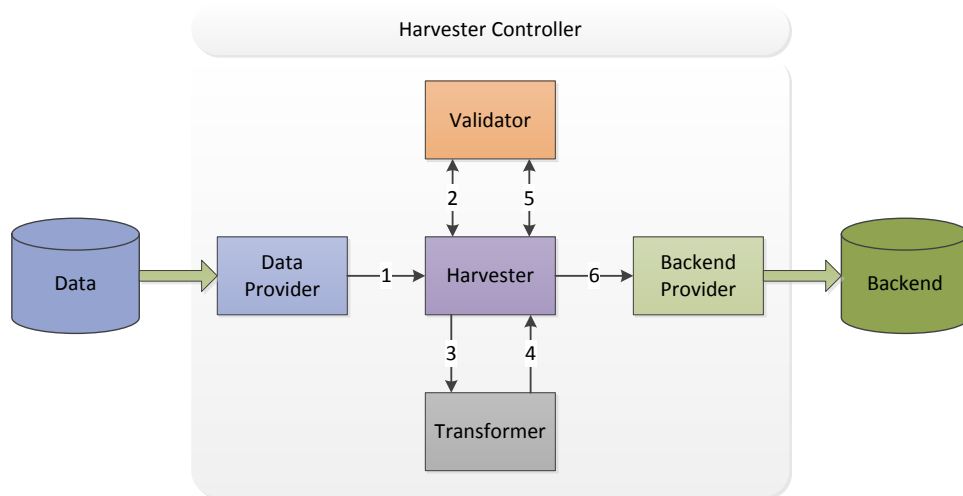 Harvester Controller
Validator
2
5
Data
Data
Provider
1
Harvester
6
Backend
Provider
Backend
3
4
Transformer